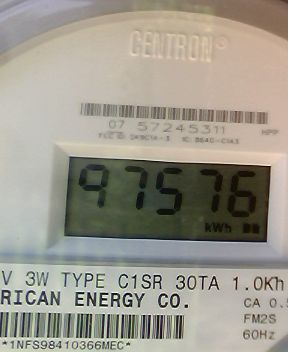 CENTRON®
07 57245311 HPP
97576
kWh
V 3W TYPE C1SR 30TA 1.0Kh
RICAN ENERGY CO.
CA 0.5
FM2S
60Hz
*1NFS98410366MEC*